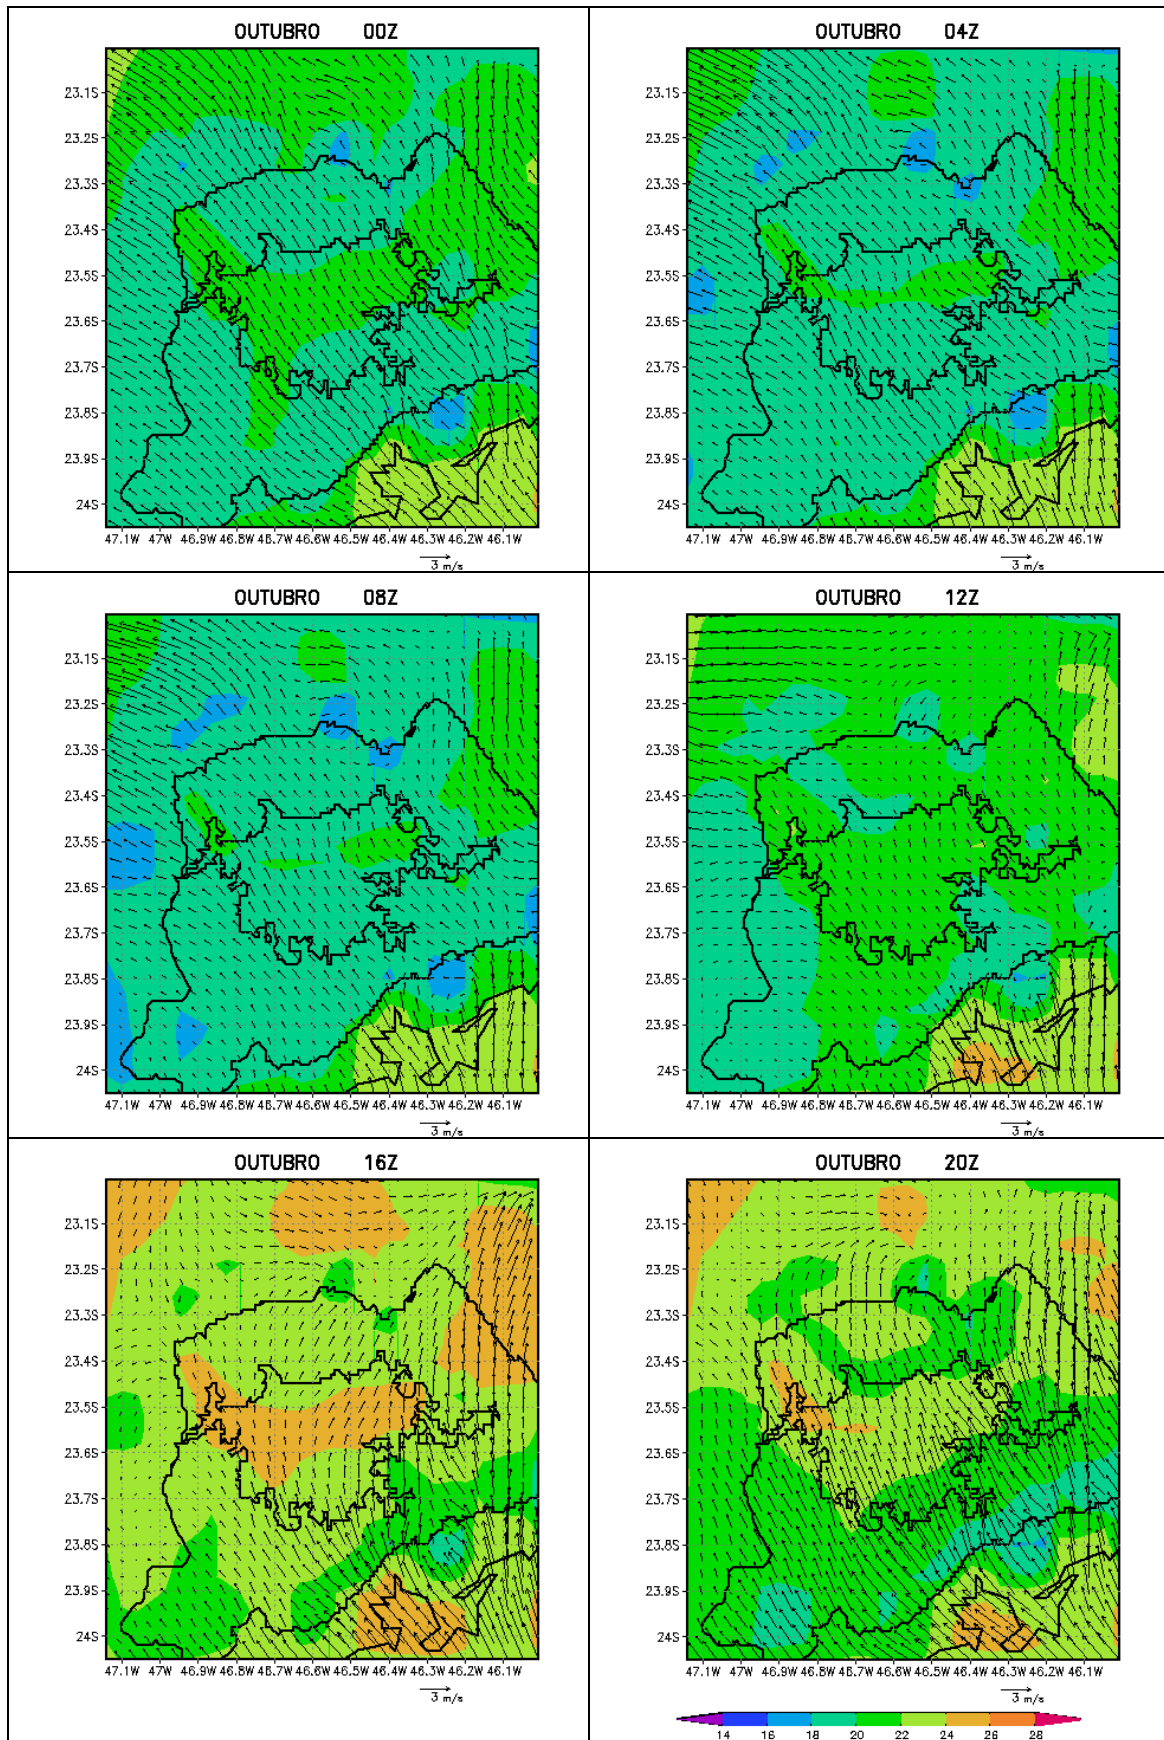 OUTUBRO 00Z
23.1S
23.2S
23.3S
23.4S
23.5S
23.6S
23.7S
23.8S
23.9S
24S
47.1W 47W 46.9W 46.8W 46.7W 46.6W 46.5W 46.4W 46.3W 46.2W 46.1W
3 m/s
OUTUBRO 04Z
23.1S
23.2S
23.3S
23.4S
23.5S
23.6S
23.7S
23.8S
23.9S
24S
47.1W 47W 46.9W 46.8W 46.7W 46.6W 46.5W 46.4W 46.3W 46.2W 46.1W
3 m/s
OUTUBRO 08Z
23.1S
23.2S
23.3S
23.4S
23.5S
23.6S
23.7S
23.8S
23.9S
24S
47.1W 47W 46.9W 46.8W 46.7W 46.6W 46.5W 46.4W 46.3W 46.2W 46.1W
3 m/s
OUTUBRO 12Z
23.1S
23.2S
23.3S
23.4S
23.5S
23.6S
23.7S
23.8S
23.9S
24S
47.1W 47W 46.9W 46.8W 46.7W 46.6W 46.5W 46.4W 46.3W 46.2W 46.1W
3 m/s
OUTUBRO 16Z
23.1S
23.2S
23.3S
23.4S
23.5S
23.6S
23.7S
23.8S
23.9S
24S
47.1W 47W 46.9W 46.8W 46.7W 46.6W 46.5W 46.4W 46.3W 46.2W 46.1W
3 m/s
OUTUBRO 20Z
23.1S
23.2S
23.3S
23.4S
23.5S
23.6S
23.7S
23.8S
23.9S
24S
47.1W 47W 46.9W 46.8W 46.7W 46.6W 46.5W 46.4W 46.3W 46.2W 46.1W
3 m/s
14 16 18 20 22 24 26 28